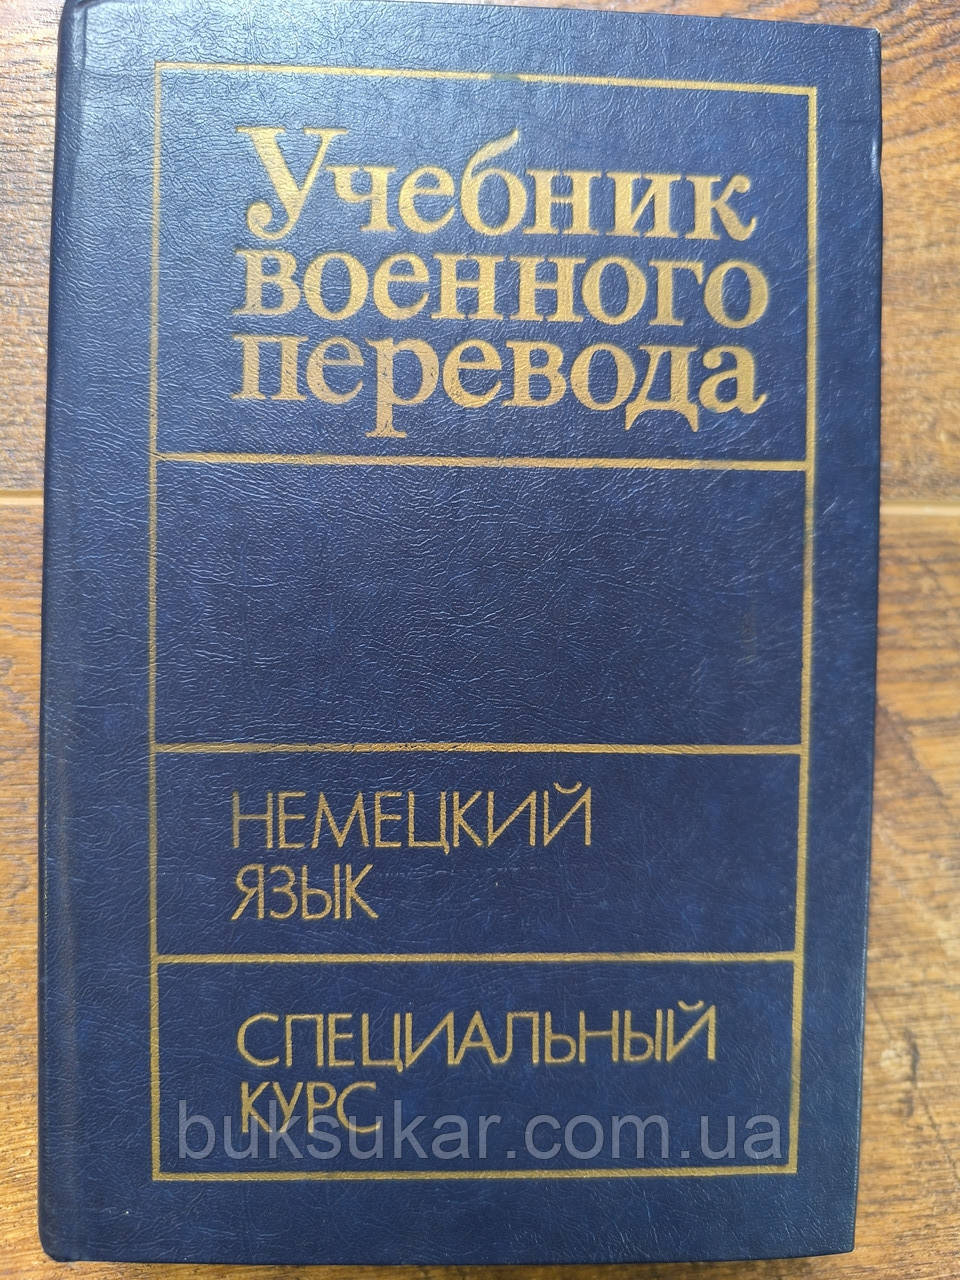 Учебник
военного
перевода
НЕМЕЦКИЙ
ЯЗЫК
СПЕЦИАЛЬНЫЙ
КУРС
buksukar.com.ua